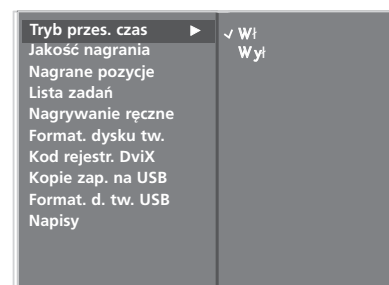 Tryb przes. czas
Jakość nagrania
Nagrane pozycje
Lista zadań
Nagrywanie ręczne
Format. dysku tw.
Kod rejestr. DviX
Kopie zap. na USB
Format. d. tw. USB
Napisy
Wł
Wył